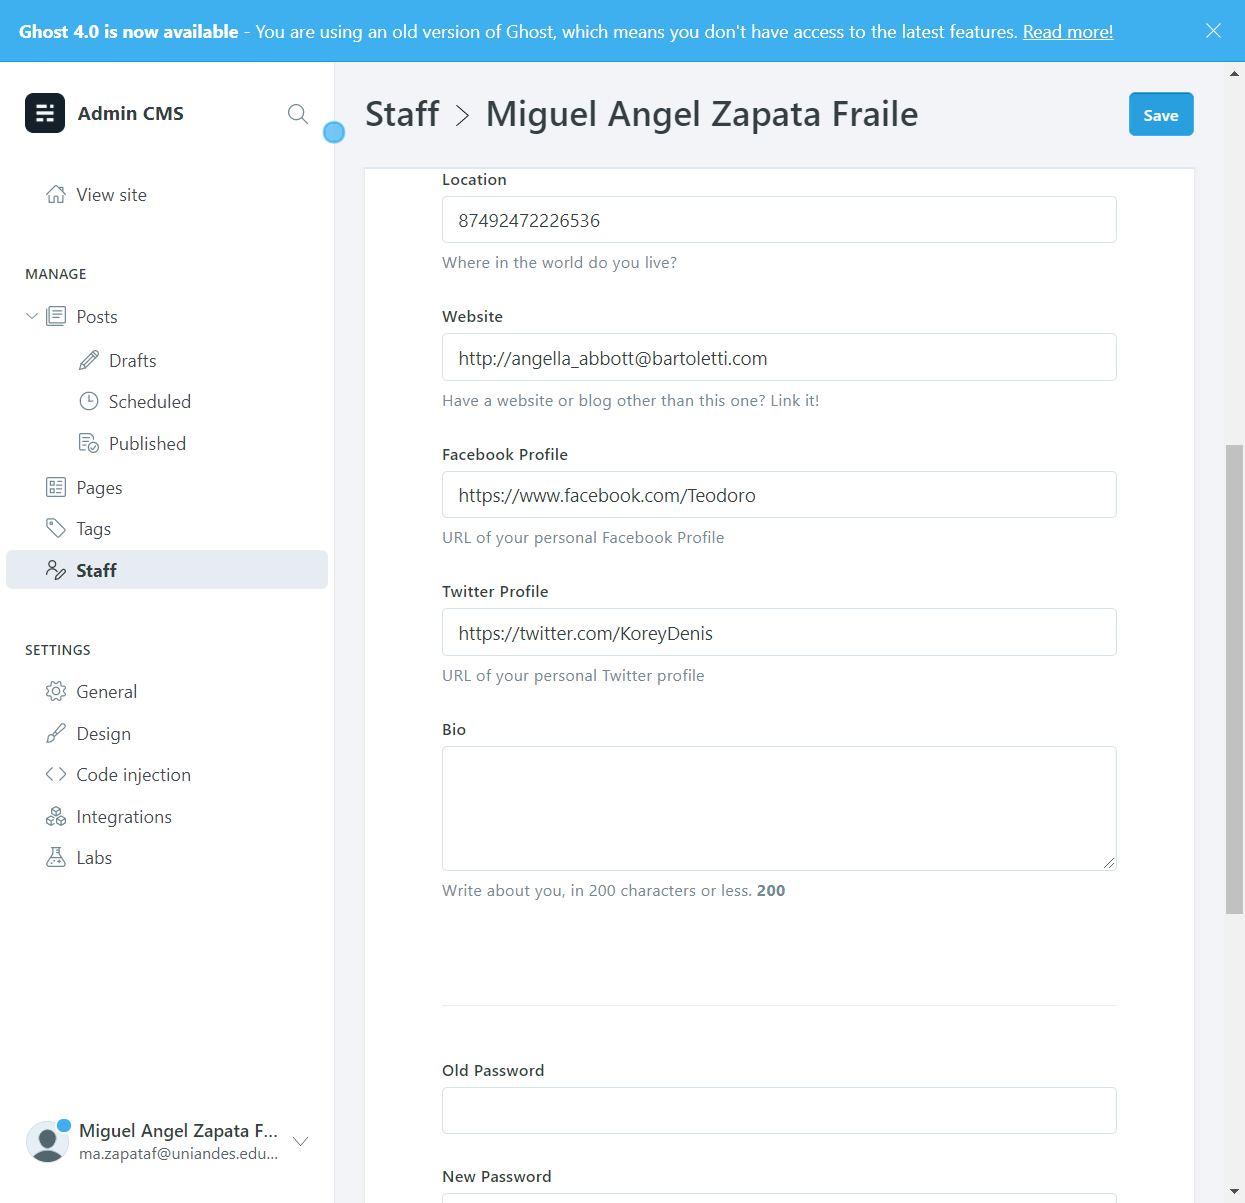 Ghost 4.0 is now available - You are using an old version of Ghost, which means you don't have access to the latest features. Read more!
Admin CMS
View site
MANAGE
Posts
Drafts
Scheduled
Published
Pages
Tags
Staff
SETTINGS
General
Design
Code injection
Integrations
Labs
Miguel Angel Zapata F...
ma.zapataf@uniandes.edu...
Staff > Miguel Angel Zapata Fraile
Save
Location
87492472226536
Where in the world do you live?
Website
http://angella_abbott@bartoletti.com
Have a website or blog other than this one? Link it!
Facebook Profile
https://www.facebook.com/Teodoro
URL of your personal Facebook Profile
Twitter Profile
https://twitter.com/KoreyDenis
URL of your personal Twitter profile
Bio
Write about you, in 200 characters or less. 200
Old Password
New Password